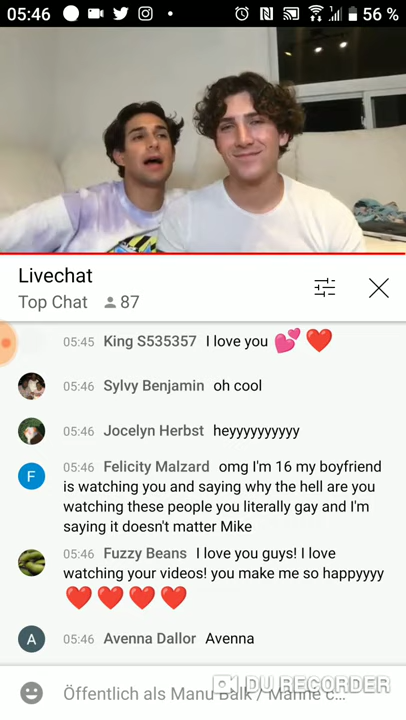 05:46
56 %
Livechat
Top Chat 87
05:45 King S535357 I love you 💕 ❤️
05:46 Sylvy Benjamin oh cool
05:46 Jocelyn Herbst heyyyyyyyyyy
05:46 Felicity Malzard omg I'm 16 my boyfriend
is watching you and saying why the hell are you
watching these people you literally gay and I'm
saying it doesn't matter Mike
F
05:46 Fuzzy Beans I love you guys! I love
watching your videos! you make me so happyyyy
❤️ ❤️ ❤️ ❤️
A
05:46 Avenna Dallor Avenna
Öffentlich als Manu Balk / Männe c...
DU RECORDER